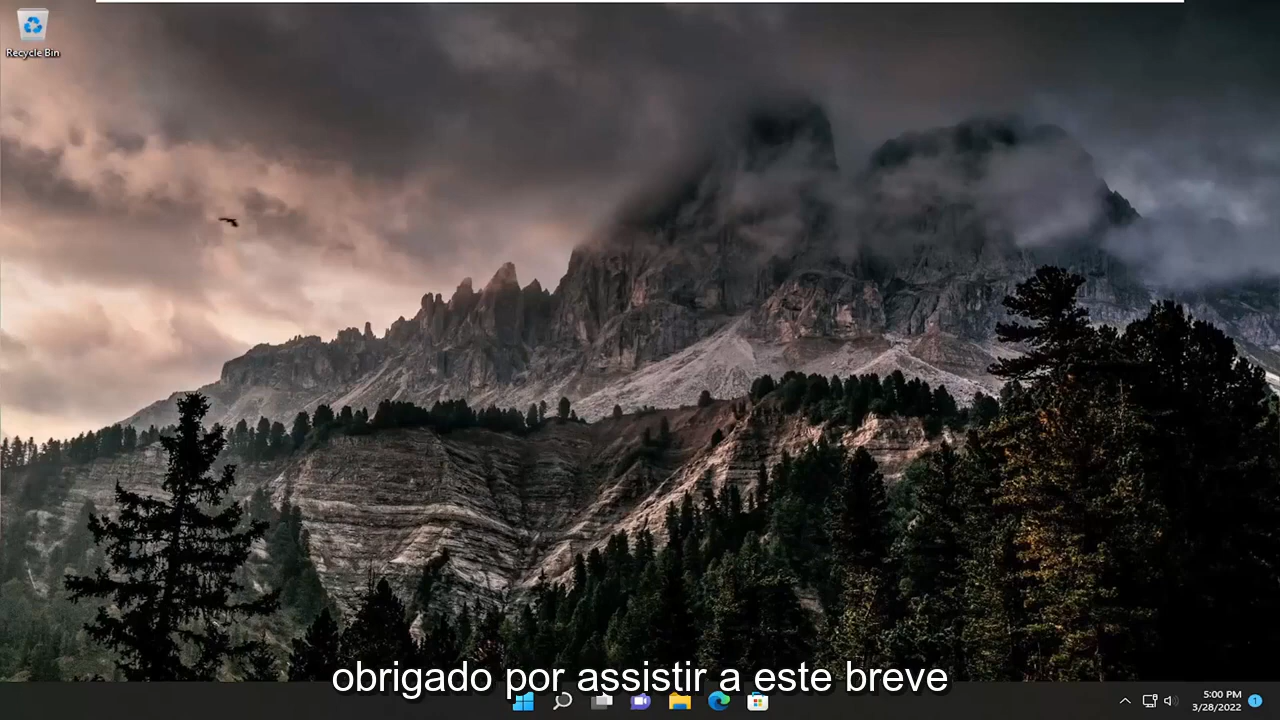 Recycle Bin
obrigado por assistir a este breve
5:00 PM
3/28/2022
1